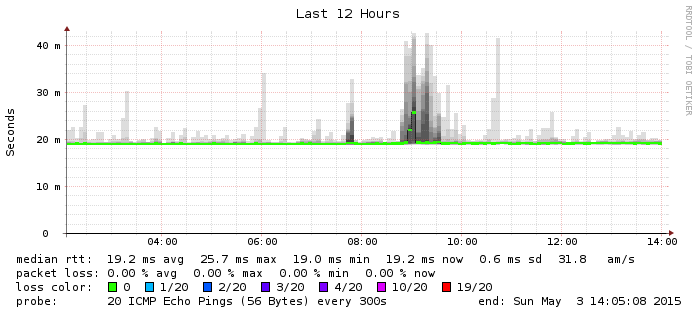 Last 12 Hours
RRDTOOL / TOBI OETIKER
Seconds
40 m
30 m
20 m
10 m
0
04:00 06:00 08:00 10:00 12:00 14:00
median rtt: 19.2 ms avg 25.7 ms max 19.0 ms min 19.2 ms now 0.6 ms sd 31.8 am/s
packet loss: 0.00 % avg 0.00 % max 0.00 % min 0.00 % now
loss color: 0 1/20 2/20 3/20 4/20 10/20 19/20
probe: 20 ICMP Echo Pings (56 Bytes) every 300s end: Sun May 3 14:05:08 2015